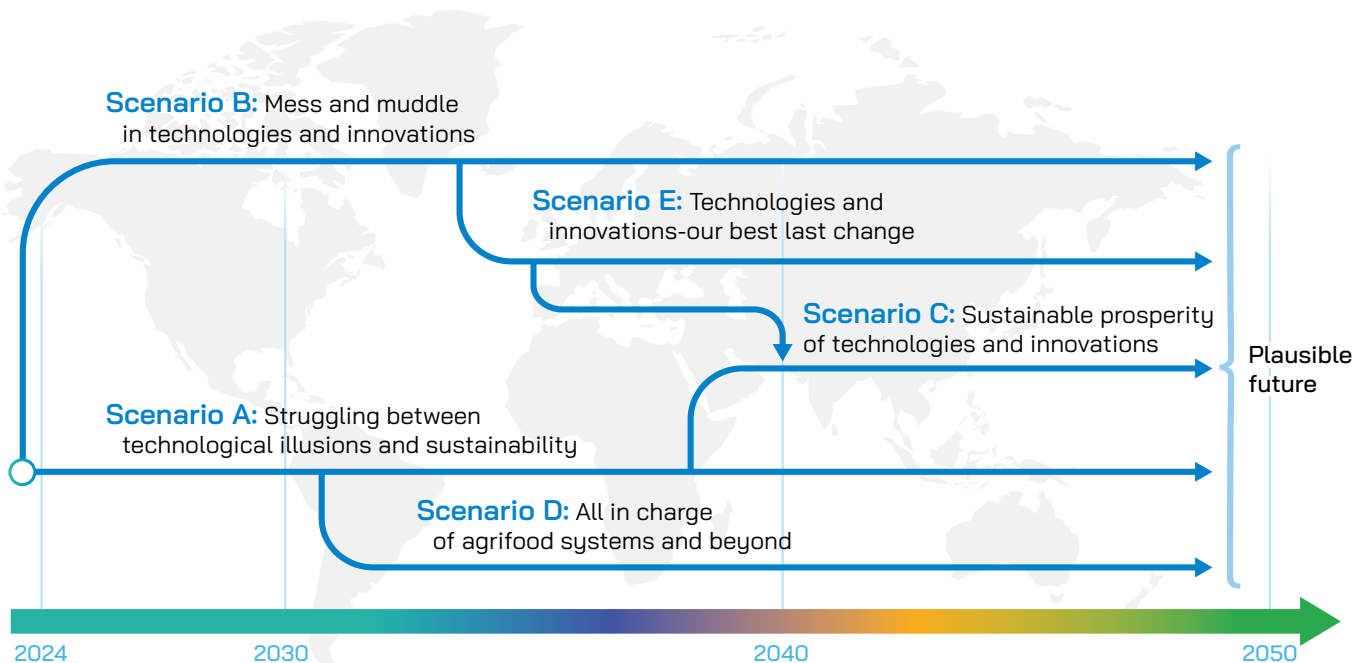 Scenario B: Mess and muddle
in technologies and innovations
Scenario E: Technologies and
innovations-our best last change
Scenario C: Sustainable prosperity
of technologies and innovations
Plausible
future
Scenario A: Struggling between
technological illusions and sustainability
Scenario D: All in charge
of agrifood systems and beyond
2024
2030
2040
2050